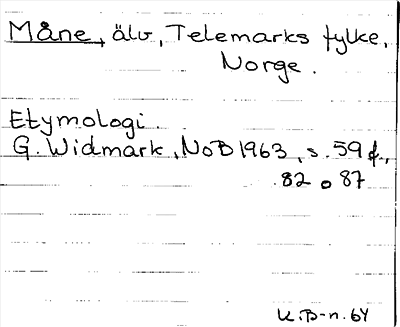 Måne, älv, Telemarks fylke,
Norge.
Etymologi.
G. Widmark, NoB 1963, s. 59 f.,
82 o 87
K.B-n. 64